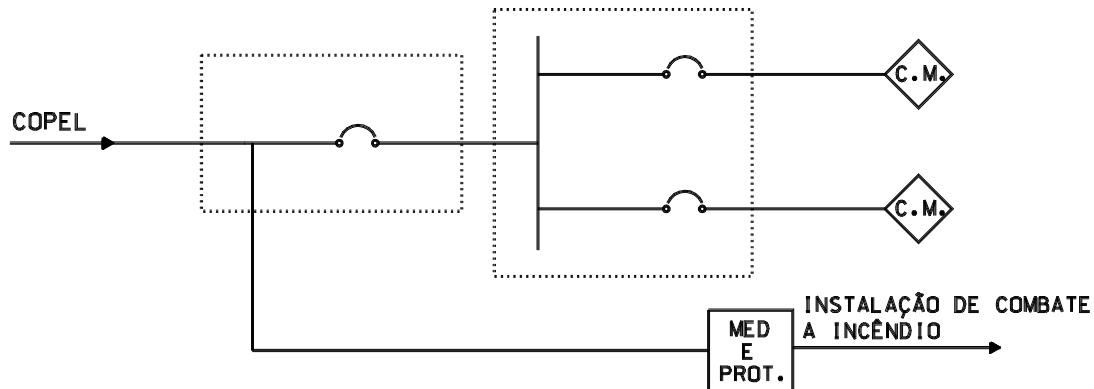 COPEL
C.M.
C.M.
INSTALAÇÃO DE COMBATE
A INCÊNDIO
MED
E
PROT.